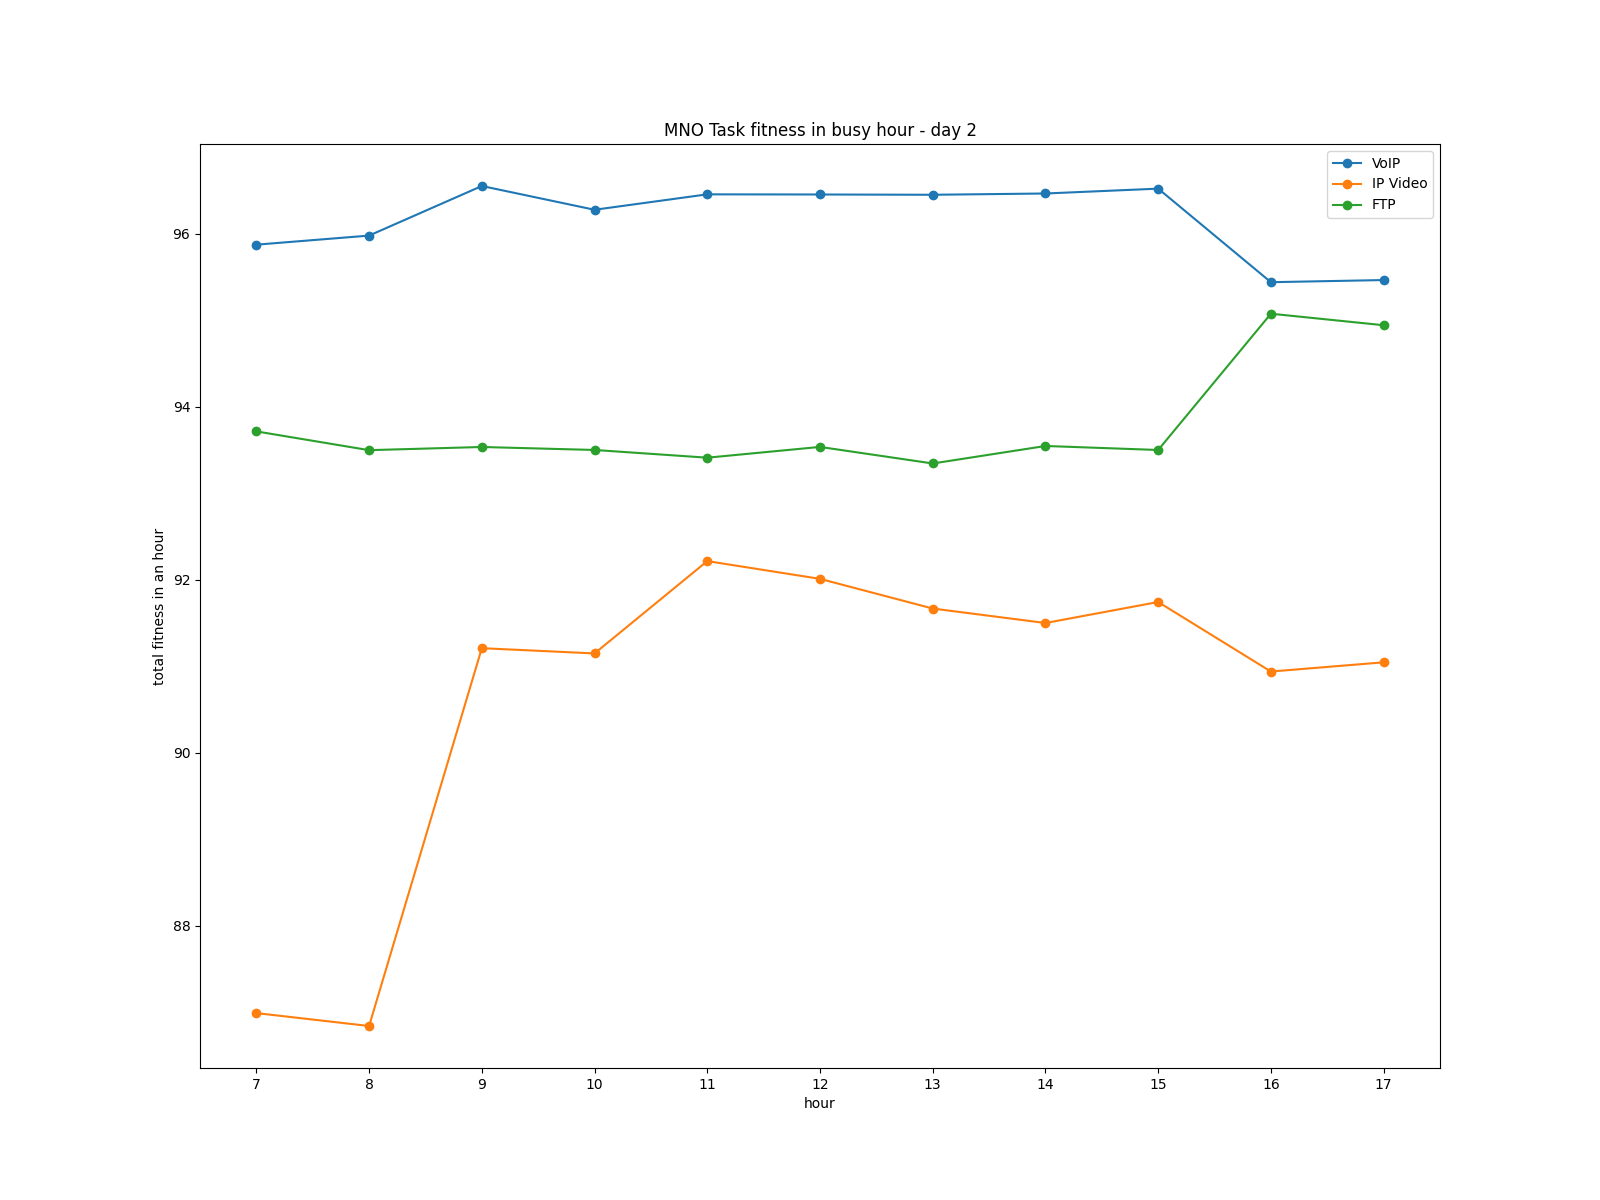 MNO Task fitness in busy hour - day 2
VoIP
IP Video
FTP
96
94
92
90
88
total fitness in an hour
7 8 9 10 11 12 13 14 15 16 17
hour